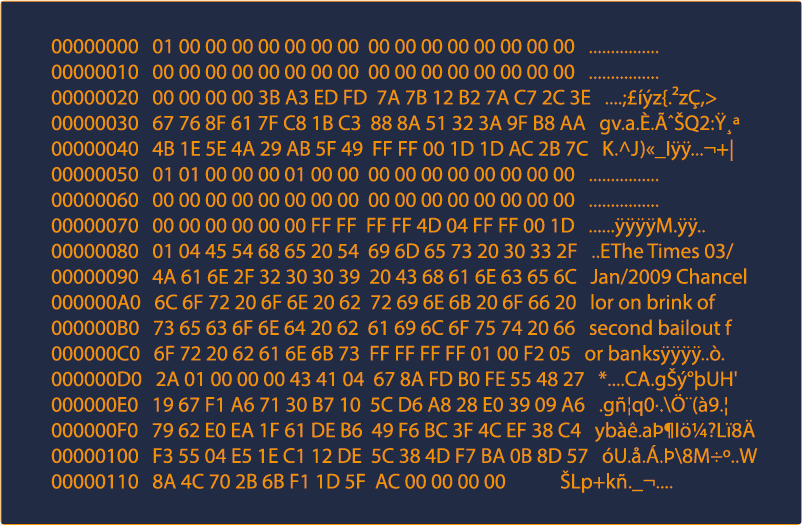 00000000 01 00 00 00 00 00 00 00 00 00 00 00 00 00 00 00 ................
00000010 00 00 00 00 00 00 00 00 00 00 00 00 00 00 00 00 ................
00000020 00 00 00 00 3B A3 ED FD 7A 7B 12 B2 7A C7 2C 3E ....;£íýz{.²zÇ,>
00000030 67 76 8F 61 7F C8 1B C3 88 8A 51 32 3A 9F B8 AA gv.a.È.ÃˆŠQ2:Ÿ¸ª
00000040 4B 1E 5E 4A 29 AB 5F 49 FF FF 00 1D 1D AC 2B 7C K.^J)«_Iÿÿ...¬+|
00000050 01 01 00 00 00 01 00 00 00 00 00 00 00 00 00 00 ................
00000060 00 00 00 00 00 00 00 00 00 00 00 00 00 00 00 00 ................
00000070 00 00 00 00 00 00 FF FF FF FF 4D 04 FF FF 00 1D ......ÿÿÿÿM.ÿÿ..
00000080 01 04 45 54 68 65 20 54 69 6D 65 73 20 30 33 2F ..EThe Times 03/
00000090 4A 61 6E 2F 32 30 30 39 20 43 68 61 6E 63 65 6C Jan/2009 Chancel
000000A0 6C 6F 72 20 6F 6E 20 62 72 69 6E 6B 20 6F 66 20 lor on brink of
000000B0 73 65 63 6F 6E 64 20 62 61 69 6C 6F 75 74 20 66 second bailout f
000000C0 6F 72 20 62 61 6E 6B 73 FF FF FF FF 01 00 F2 05 or banksÿÿÿÿ..ò.
000000D0 2A 01 00 00 00 43 41 04 67 8A FD B0 FE 55 48 27 *....CA.gŠý°þUH'
000000E0 19 67 F1 A6 71 30 B7 10 5C D6 A8 28 E0 39 09 A6 .gñ¦q0·.\Ö¨(à9.¦
000000F0 79 62 E0 EA 1F 61 DE B6 49 F6 BC 3F 4C EF 38 C4 ybàê.aÞ¶Iö¼?Lï8Ä
00000100 F3 55 04 E5 1E C1 12 DE 5C 38 4D F7 BA 0B 8D 57 óU.å.Á.Þ\8M÷º..W
00000110 8A 4C 70 2B 6B F1 1D 5F AC 00 00 00 00 ŠLp+kñ._¬....